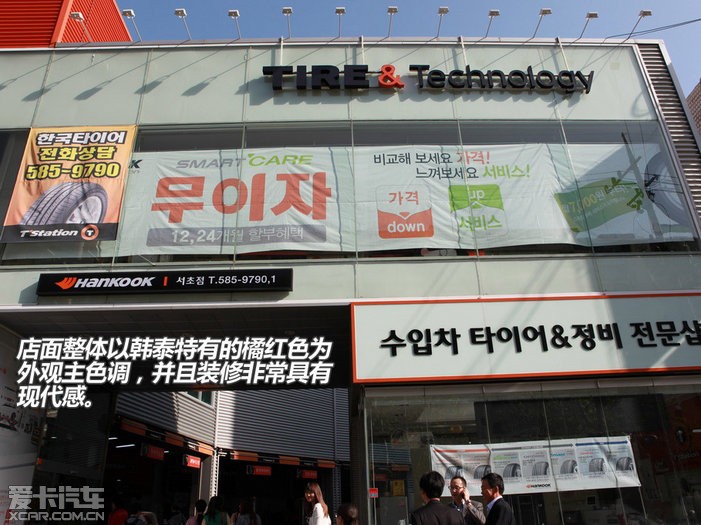 TIRE & Technology
한국타이어
전화상담
585-9790
T'Station
SMART CARE
무이자
12,24개월 할부혜택
비교해 보세요 가격!
느껴보세요 서비스!
가격
down
up
서비스
HANKOOK | 서초점 T.585-9790,1
수입차 타이어&정비 전문샵
店面整体以韩泰特有的橘红色为
外观主色调，并且装修非常具有
现代感。
HANKOOK
爱卡汽车
XCAR.COM.CN